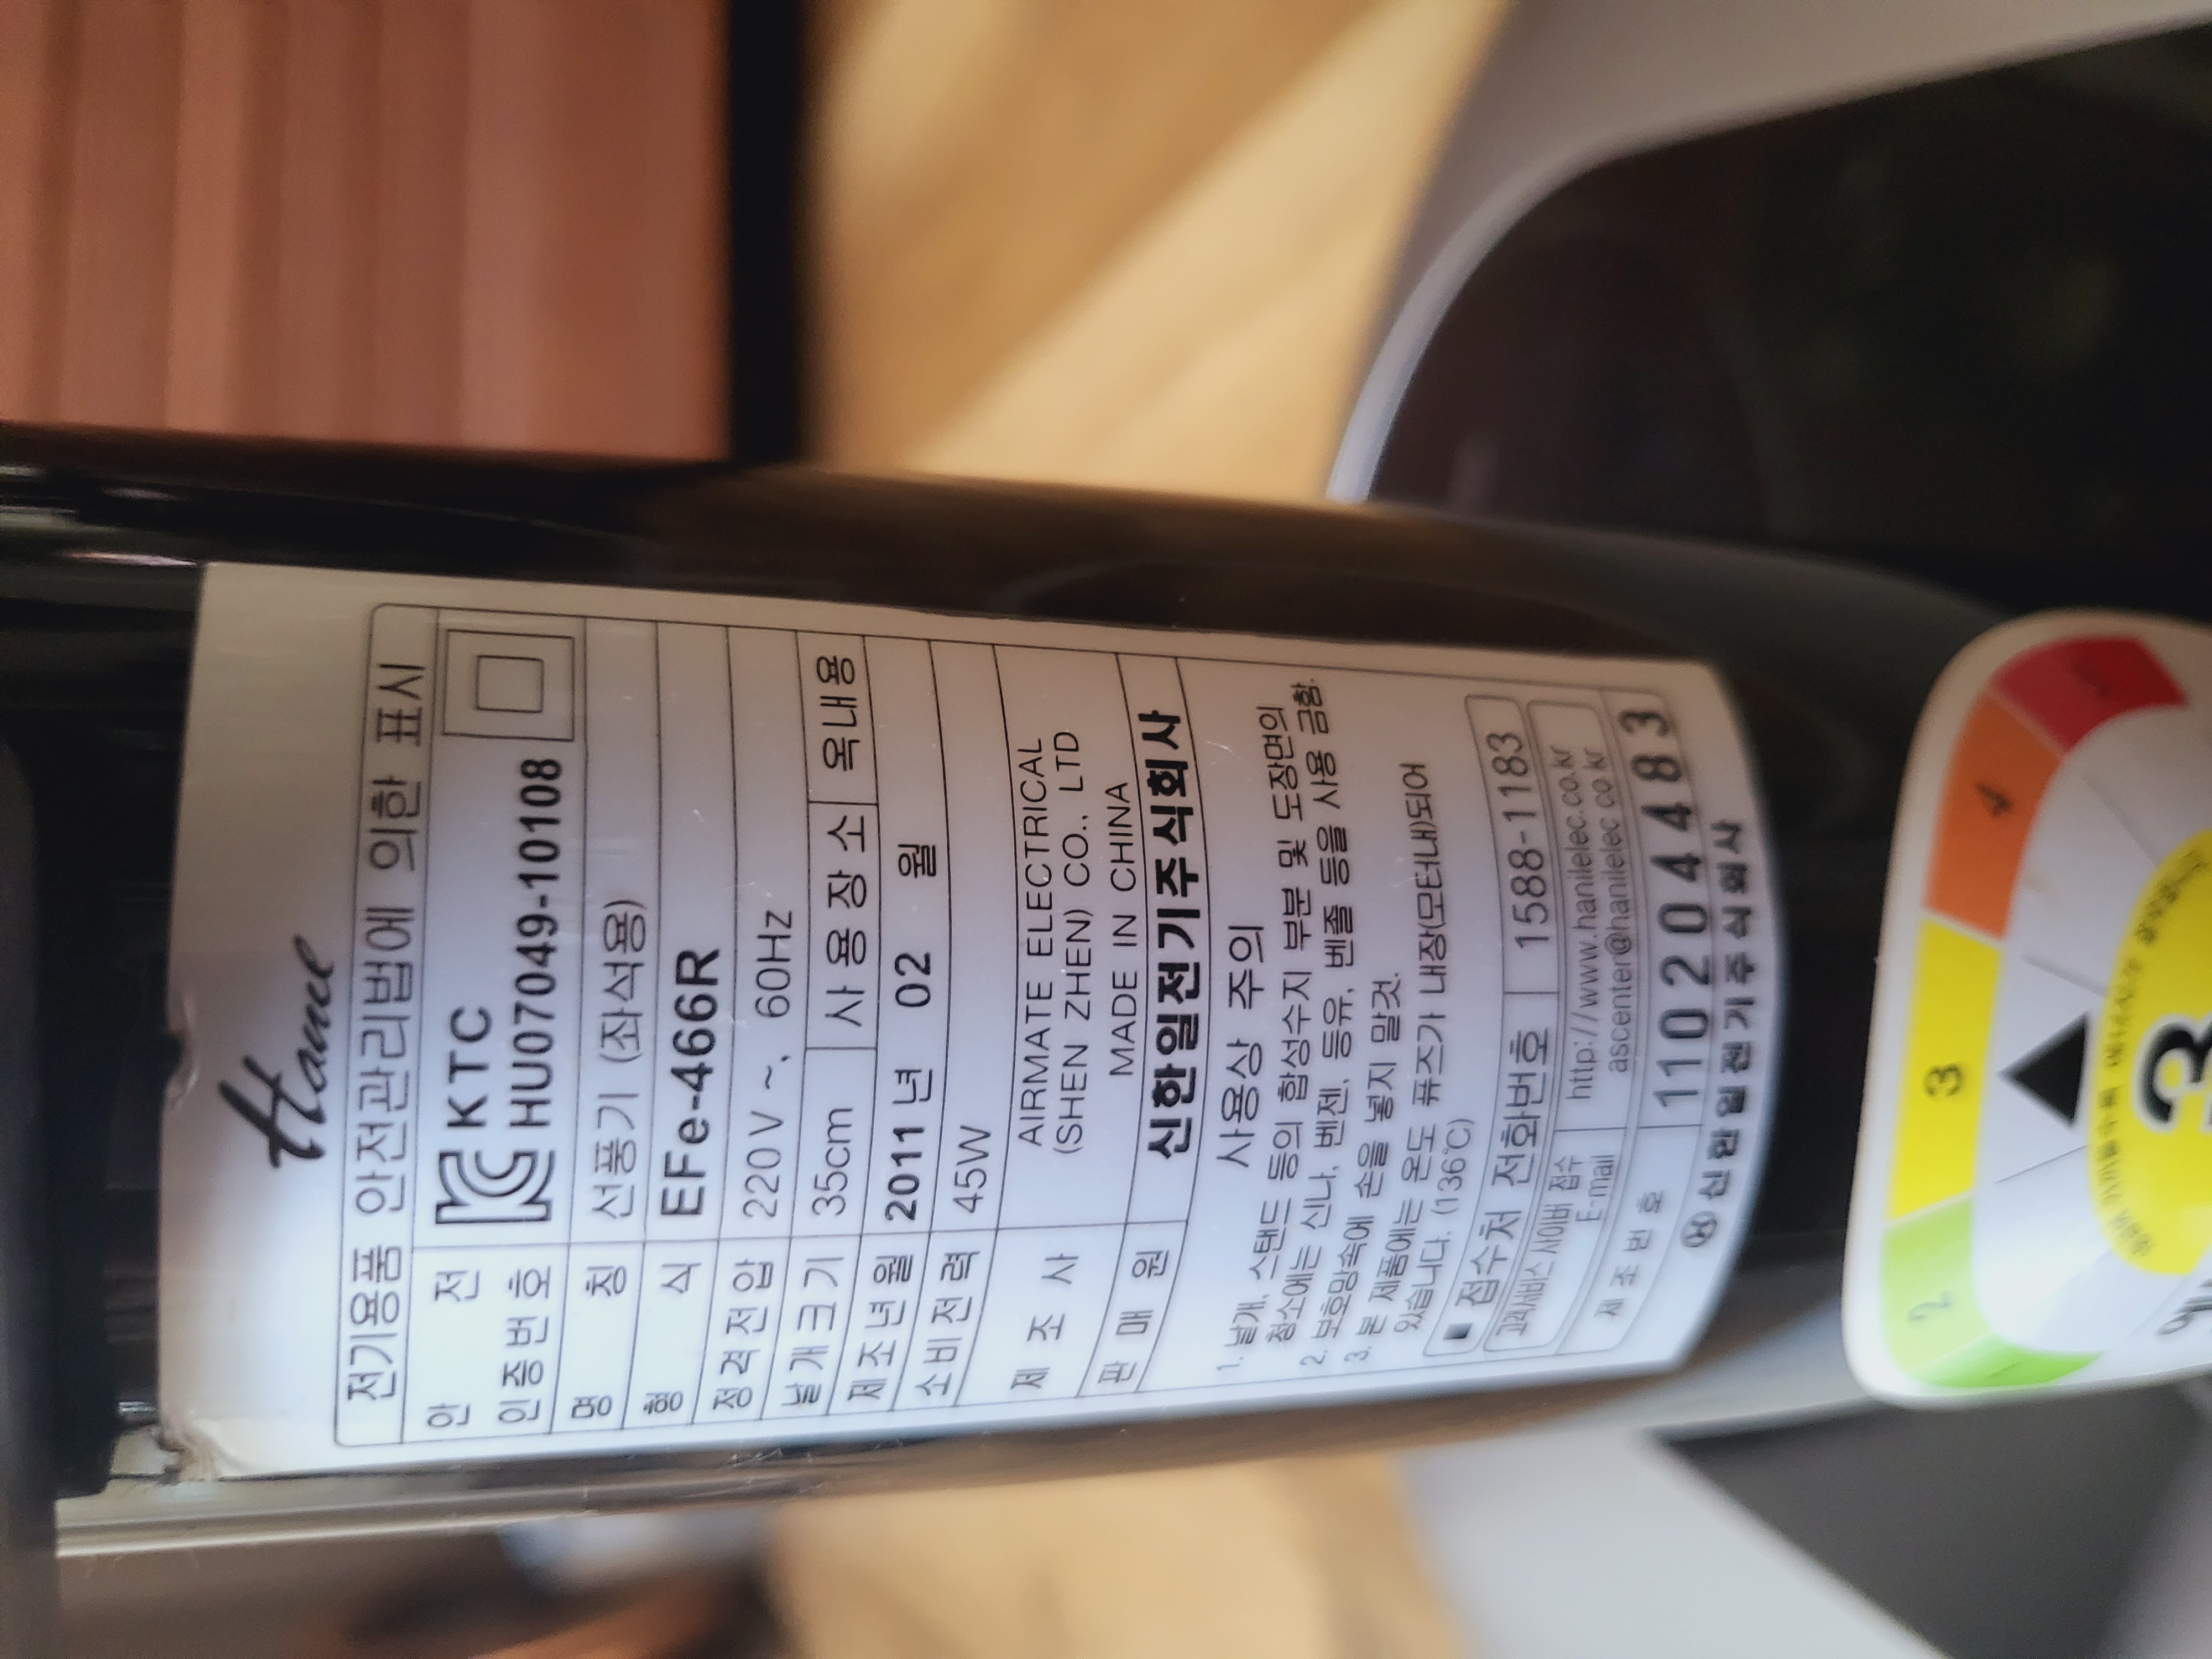 Hanil
전기용품 안전관리법에 의한 표시
안 전 인증번호 KTC HU07049-10108
명 칭 선풍기 (좌석용)
형 식 EFe-466R
정격전압 220V ~, 60Hz
날개크기 35cm 사용장소 옥내용
제조년월 2011년 02 월
소비전력 45W
제 조 사 AIRMATE ELECTRICAL
(SHEN ZHEN) CO., LTD
MADE IN CHINA
판 매 원 신한일전기주식회사
사용상 주의
1. 날개, 스탠드 등의 합성수지 부분 및 도장면의
청소에는 신나, 벤젠, 등유, 벤졸 등을 사용 금함.
2. 보호망속에 손을 넣지 말것.
3. 본 제품에는 온도 퓨즈가 내장(모터내)되어
있습니다. (136℃)
접수처 전화번호 1588-1183
고객서비스 사이버 접수 http://www.hanilelec.co.kr
E-mail ascenter@hanilelec.co.kr
제조번호 110204483
신한일전기주식회사
2
3
4
3